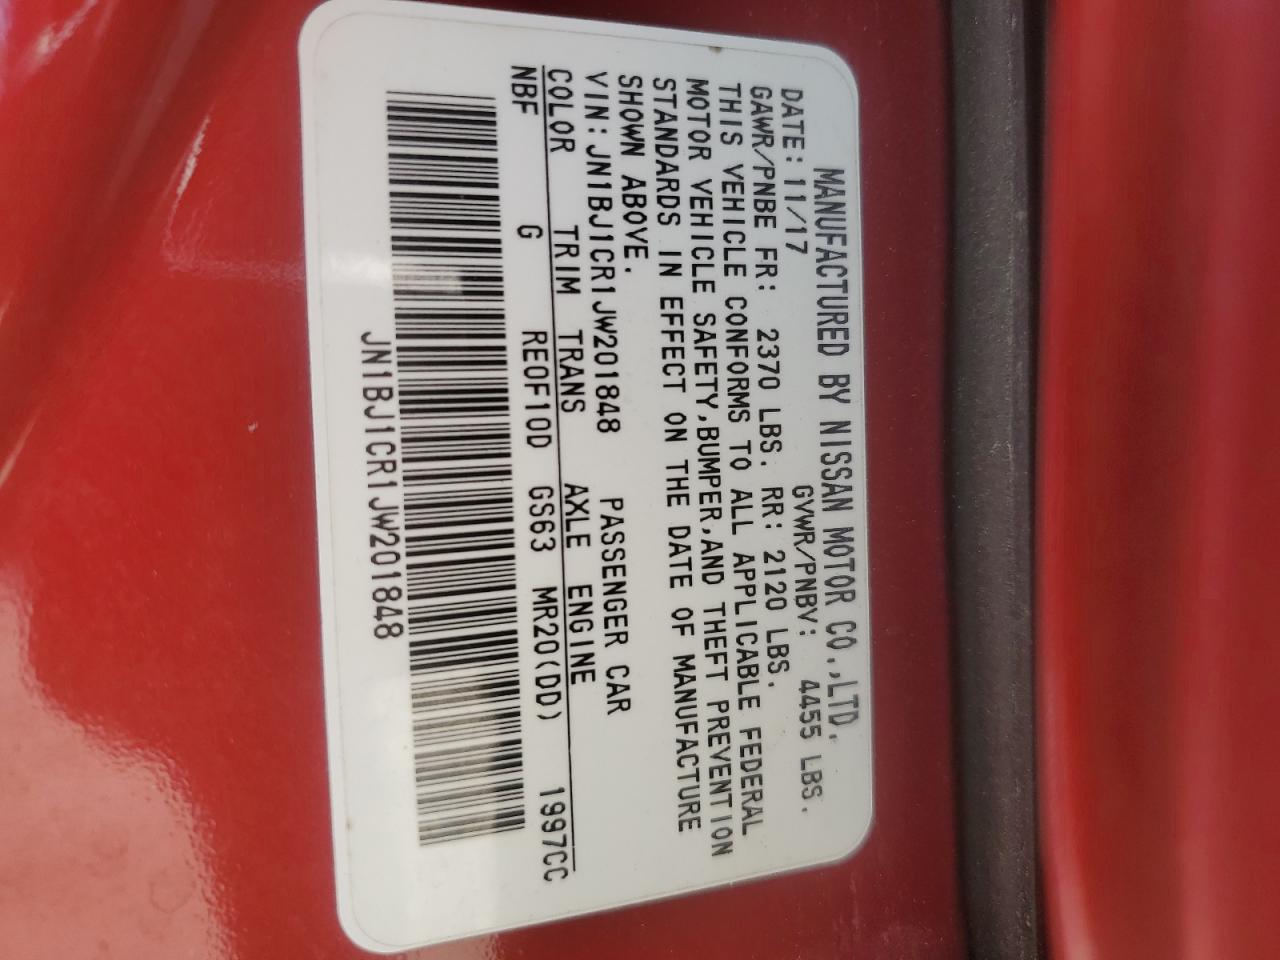 MANUFACTURED BY NISSAN MOTOR CO.,LTD.
DATE: 11/17 GVWR/PNBV: 4455 LBS.
GAWR/PNBE FR: 2370 LBS. RR: 2120 LBS.
THIS VEHICLE CONFORMS TO ALL APPLICABLE FEDERAL
MOTOR VEHICLE SAFETY,BUMPER,AND THEFT PREVENTION
STANDARDS IN EFFECT ON THE DATE OF MANUFACTURE
SHOWN ABOVE.
VIN: JN1BJ1CR1JW201848 PASSENGER CAR
COLOR TRIM TRANS AXLE ENGINE
NBF G RE0F10D GS63 MR20(DD) 1997CC
JN1BJ1CR1JW201848